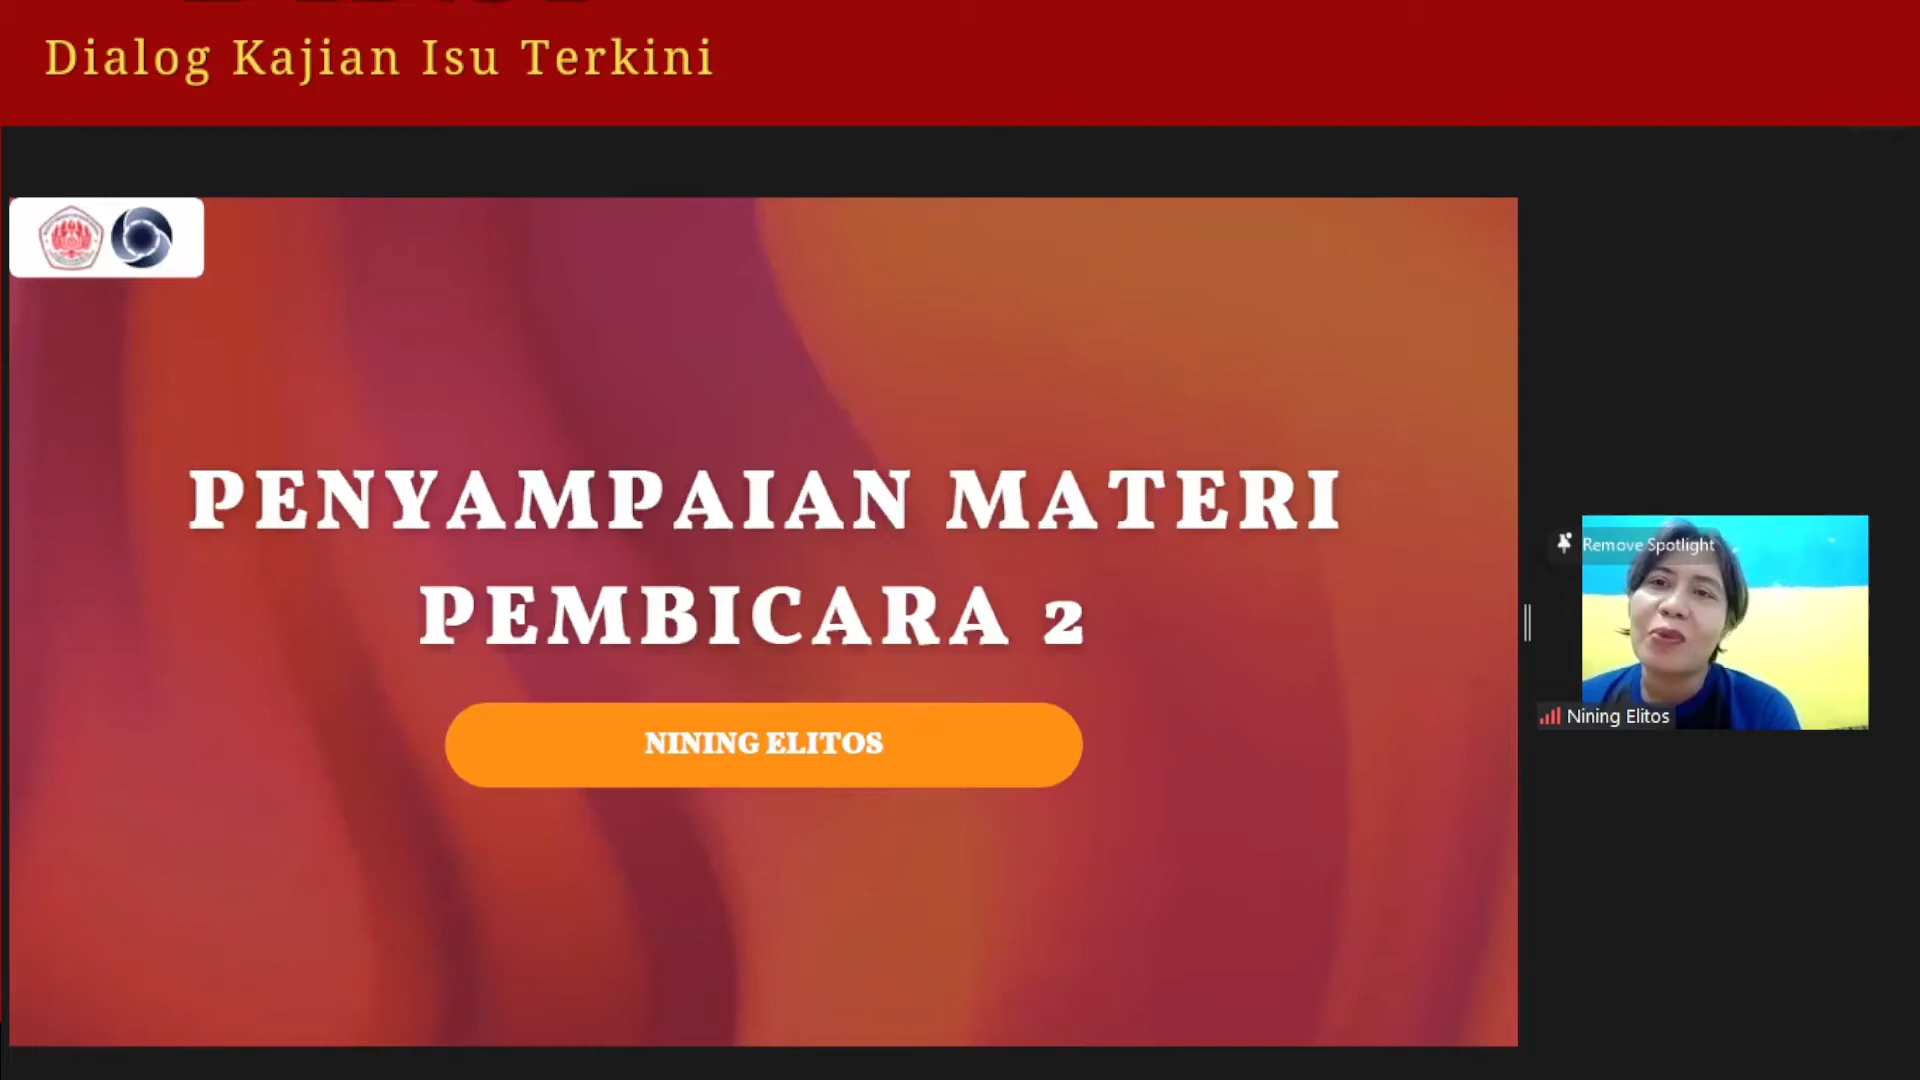 Dialog Kajian Isu Terkini
PENYAMPAIAN MATERI
PEMBICARA 2
NINING ELITOS
Remove Spotlight
Nining Elitos